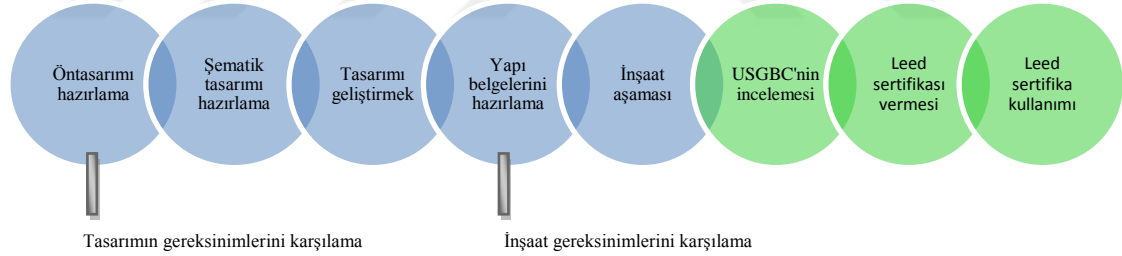 Öntasarımı
hazırlama
Şematik
tasarımı
hazırlama
Tasarımı
geliştirmek
Yapı
belgelerini
hazırlama
İnşaat
aşaması
USGBC'nin
incelemesi
Leed
sertifikası
vermesi
Leed
sertifika
kullanımı
Tasarımın gereksinimlerini karşılama
İnşaat gereksinimlerini karşılama